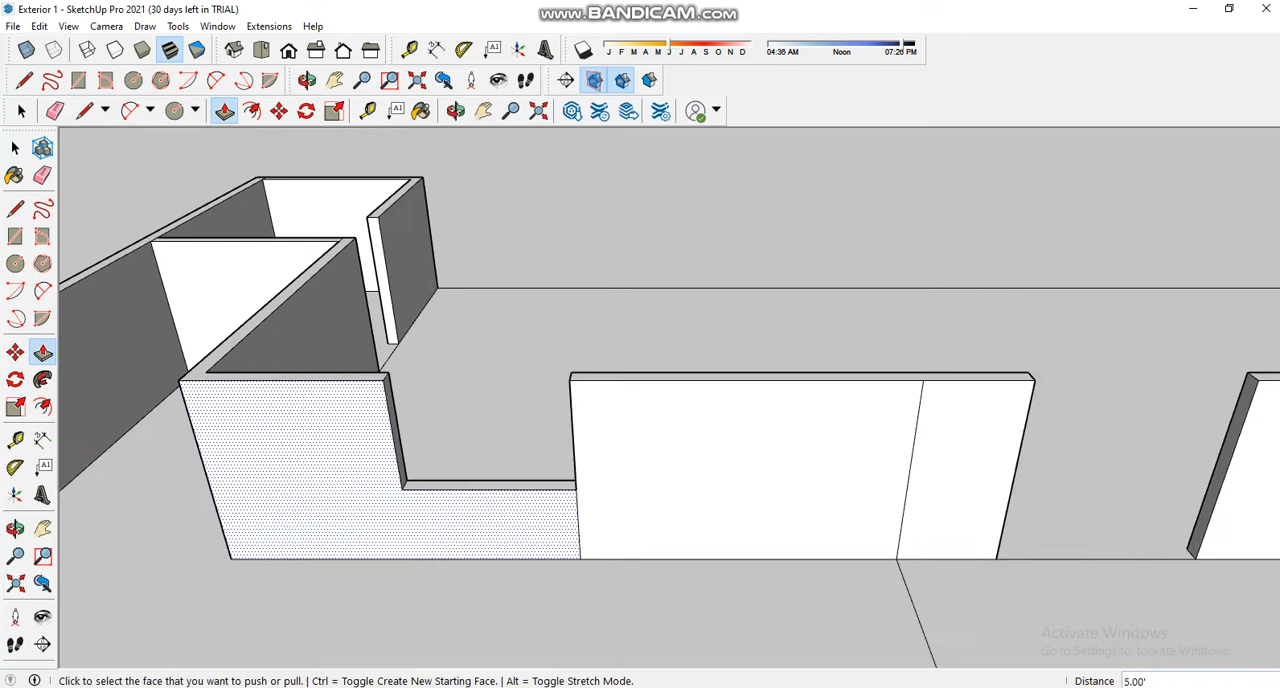 Exterior 1 - SketchUp Pro 2021 (30 days left in TRIAL)
www.BANDICAM.com
File Edit View Camera Draw Tools Window Extensions Help
J F M A M J J A S O N D
04:36 AM Noon 07:26 PM
Activate Windows
Go to Settings to activate Windows.
Click to select the face that you want to push or pull. | Ctrl = Toggle Create New Starting Face. | Alt = Toggle Stretch Mode.
Distance 5.00'